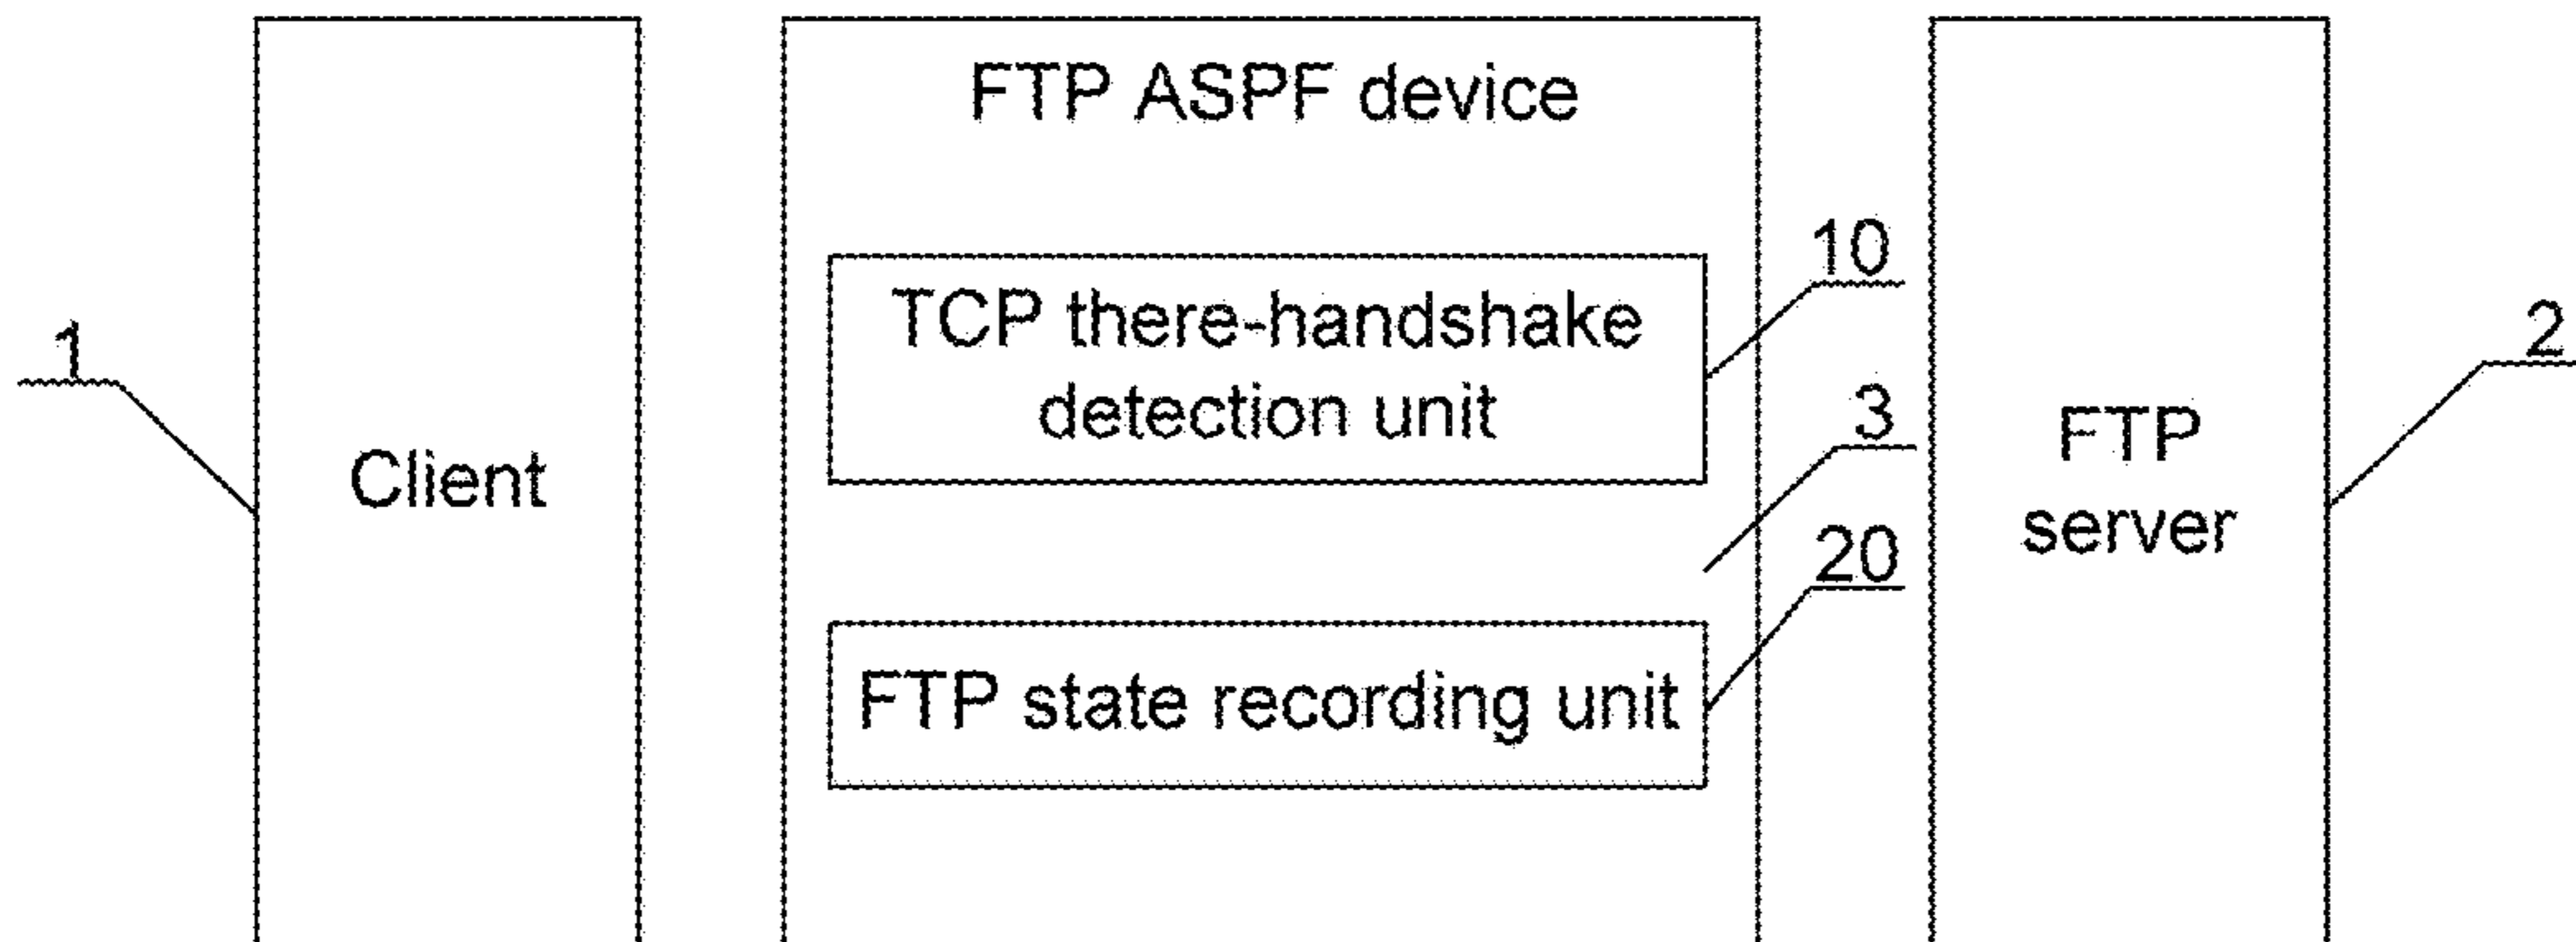 FTP ASPF device
10
TCP there-handshake
detection unit
1
2
3
Client
FTP
server
20
FTP state recording unit